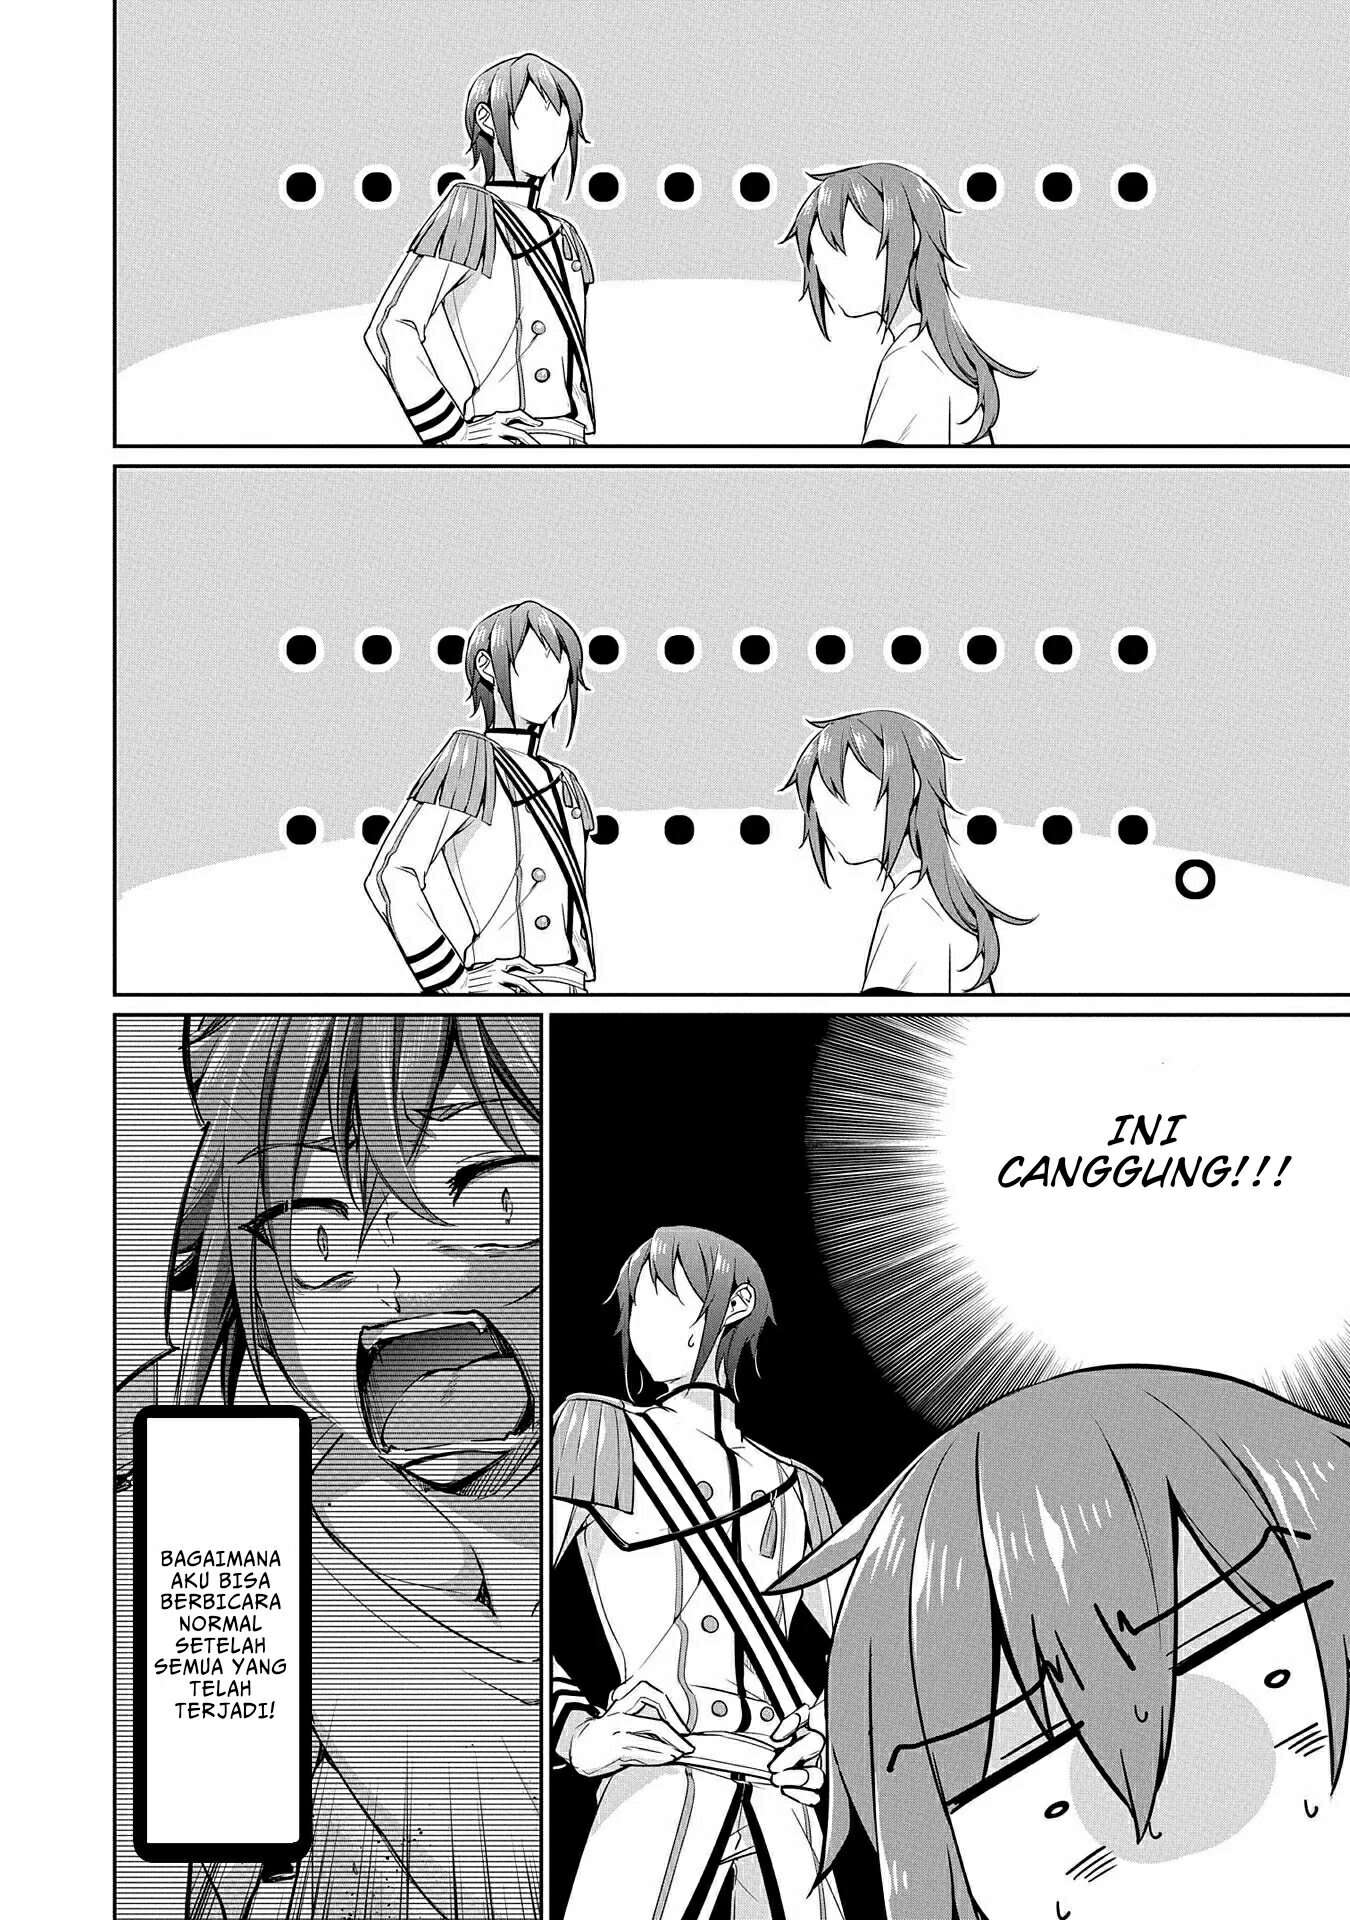 INI
CANGGUNG!!!
BAGAIMANA
AKU BISA
BERBICARA
NORMAL
SETELAH
SEMUA YANG
TELAH
TERJADI!